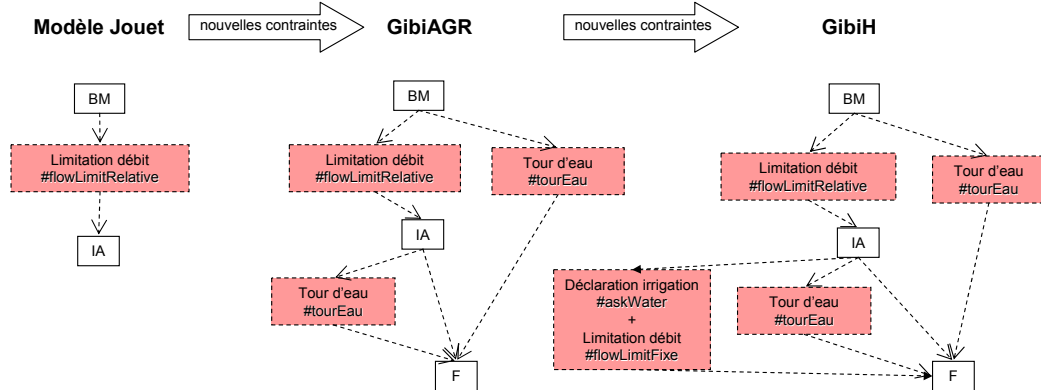 Modèle Jouet
nouvelles contraintes
GibiAGR
nouvelles contraintes
GibiH
BM
Limitation débit
#flowLimitRelative
IA
BM
Limitation débit
#flowLimitRelative
Tour d'eau
#tourEau
IA
Tour d'eau
#tourEau
F
BM
Limitation débit
#flowLimitRelative
Tour d'eau
#tourEau
IA
Déclaration irrigation
#askWater
+
Limitation débit
#flowLimitFixe
Tour d'eau
#tourEau
F